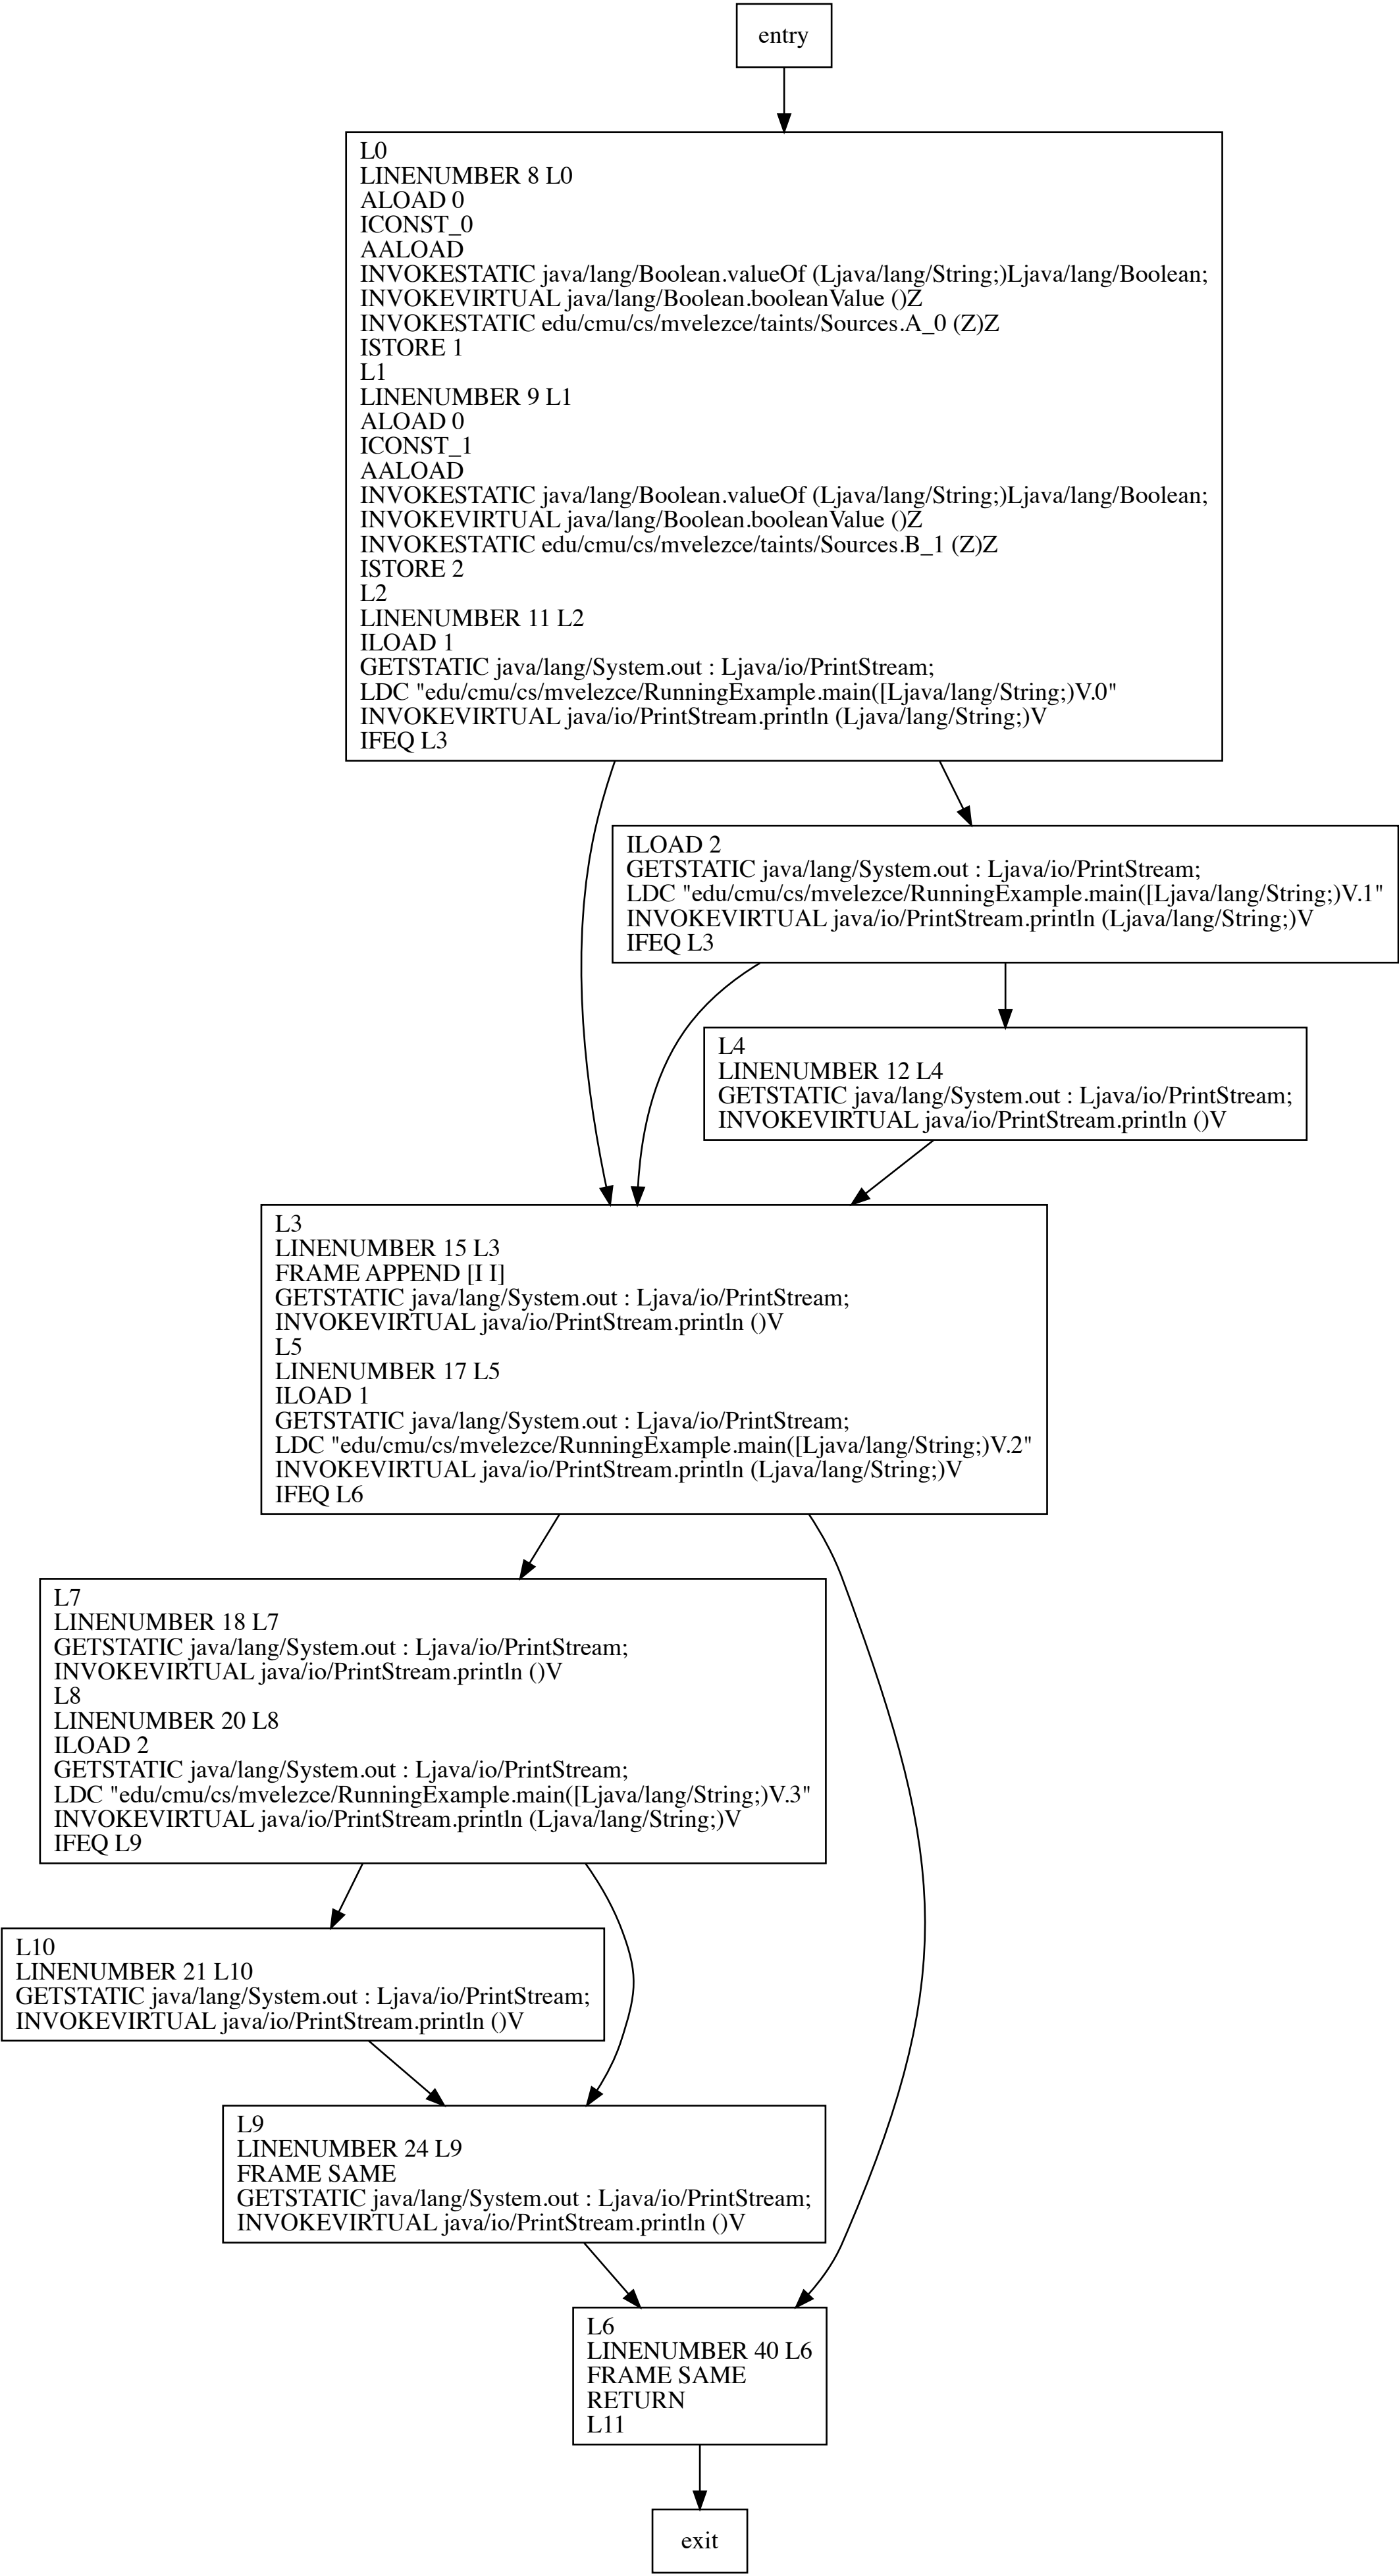 entry
L0
LINENUMBER 8 L0
ALOAD 0
ICONST_0
AALOAD
INVOKESTATIC java/lang/Boolean.valueOf (Ljava/lang/String;)Ljava/lang/Boolean;
INVOKEVIRTUAL java/lang/Boolean.booleanValue ()Z
INVOKESTATIC edu/cmu/cs/mvelezce/taints/Sources.A_0 (Z)Z
ISTORE 1
L1
LINENUMBER 9 L1
ALOAD 0
ICONST_1
AALOAD
INVOKESTATIC java/lang/Boolean.valueOf (Ljava/lang/String;)Ljava/lang/Boolean;
INVOKEVIRTUAL java/lang/Boolean.booleanValue ()Z
INVOKESTATIC edu/cmu/cs/mvelezce/taints/Sources.B_1 (Z)Z
ISTORE 2
L2
LINENUMBER 11 L2
ILOAD 1
GETSTATIC java/lang/System.out : Ljava/io/PrintStream;
LDC "edu/cmu/cs/mvelezce/RunningExample.main([Ljava/lang/String;)V.0"
INVOKEVIRTUAL java/io/PrintStream.println (Ljava/lang/String;)V
IFEQ L3
ILOAD 2
GETSTATIC java/lang/System.out : Ljava/io/PrintStream;
LDC "edu/cmu/cs/mvelezce/RunningExample.main([Ljava/lang/String;)V.1"
INVOKEVIRTUAL java/io/PrintStream.println (Ljava/lang/String;)V
IFEQ L3
L4
LINENUMBER 12 L4
GETSTATIC java/lang/System.out : Ljava/io/PrintStream;
INVOKEVIRTUAL java/io/PrintStream.println ()V
L3
LINENUMBER 15 L3
FRAME APPEND [I I]
GETSTATIC java/lang/System.out : Ljava/io/PrintStream;
INVOKEVIRTUAL java/io/PrintStream.println ()V
L5
LINENUMBER 17 L5
ILOAD 1
GETSTATIC java/lang/System.out : Ljava/io/PrintStream;
LDC "edu/cmu/cs/mvelezce/RunningExample.main([Ljava/lang/String;)V.2"
INVOKEVIRTUAL java/io/PrintStream.println (Ljava/lang/String;)V
IFEQ L6
L7
LINENUMBER 18 L7
GETSTATIC java/lang/System.out : Ljava/io/PrintStream;
INVOKEVIRTUAL java/io/PrintStream.println ()V
L8
LINENUMBER 20 L8
ILOAD 2
GETSTATIC java/lang/System.out : Ljava/io/PrintStream;
LDC "edu/cmu/cs/mvelezce/RunningExample.main([Ljava/lang/String;)V.3"
INVOKEVIRTUAL java/io/PrintStream.println (Ljava/lang/String;)V
IFEQ L9
L10
LINENUMBER 21 L10
GETSTATIC java/lang/System.out : Ljava/io/PrintStream;
INVOKEVIRTUAL java/io/PrintStream.println ()V
L9
LINENUMBER 24 L9
FRAME SAME
GETSTATIC java/lang/System.out : Ljava/io/PrintStream;
INVOKEVIRTUAL java/io/PrintStream.println ()V
L6
LINENUMBER 40 L6
FRAME SAME
RETURN
L11
exit